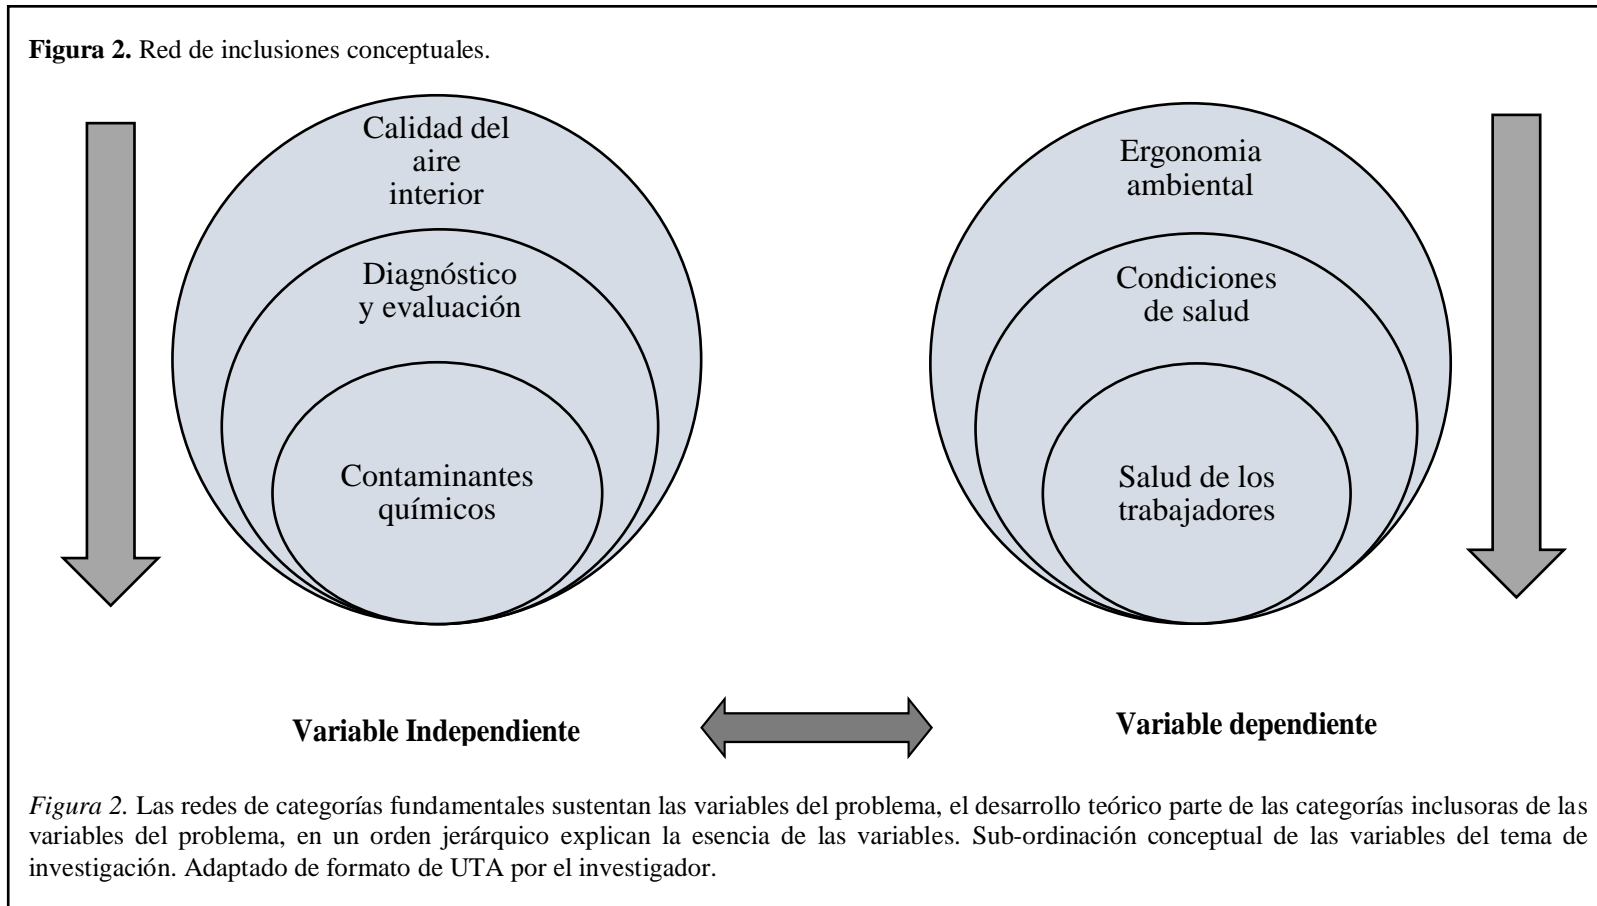 Figura 2. Red de inclusiones conceptuales.
Calidad del
aire
interior
Diagnóstico
y evaluación
Contaminantes
químicos
Ergonomia
ambiental
Condiciones
de salud
Salud de los
trabajadores
Variable Independiente
Variable dependiente
Figura 2. Las redes de categorías fundamentales sustentan las variables del problema, el desarrollo teórico parte de las categorías inclusoras de las
variables del problema, en un orden jerárquico explican la esencia de las variables. Sub-ordinación conceptual de las variables del tema de
investigación. Adaptado de formato de UTA por el investigador.